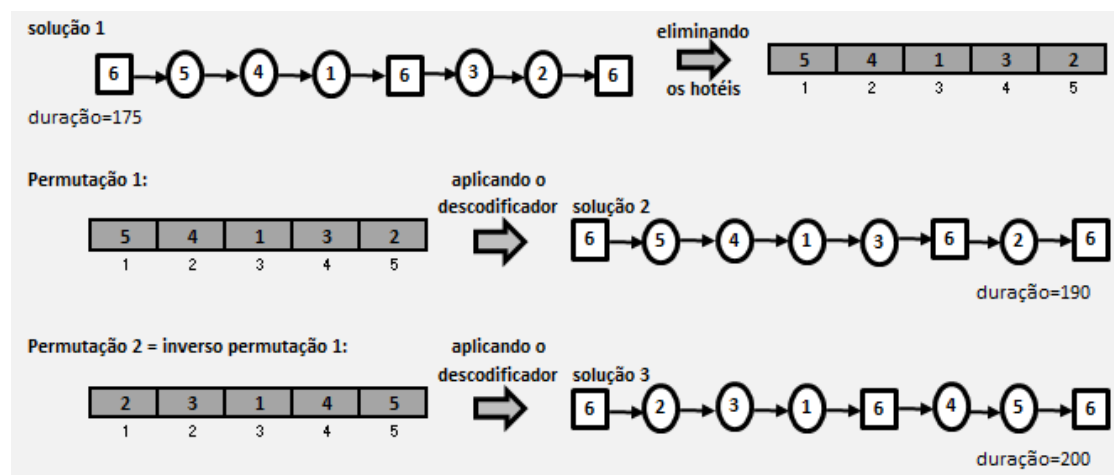 solução 1
6 5 4 1 6 3 2 6
duração=175
eliminando
os hotéis
5 4 1 3 2
1 2 3 4 5
Permutação 1:
5 4 1 3 2
1 2 3 4 5
aplicando o
descodificador
solução 2
6 5 4 1 3 6 2 6
duração=190
Permutação 2 = inverso permutação 1:
2 3 1 4 5
1 2 3 4 5
aplicando o
descodificador
solução 3
6 2 3 1 6 4 5 6
duração=200